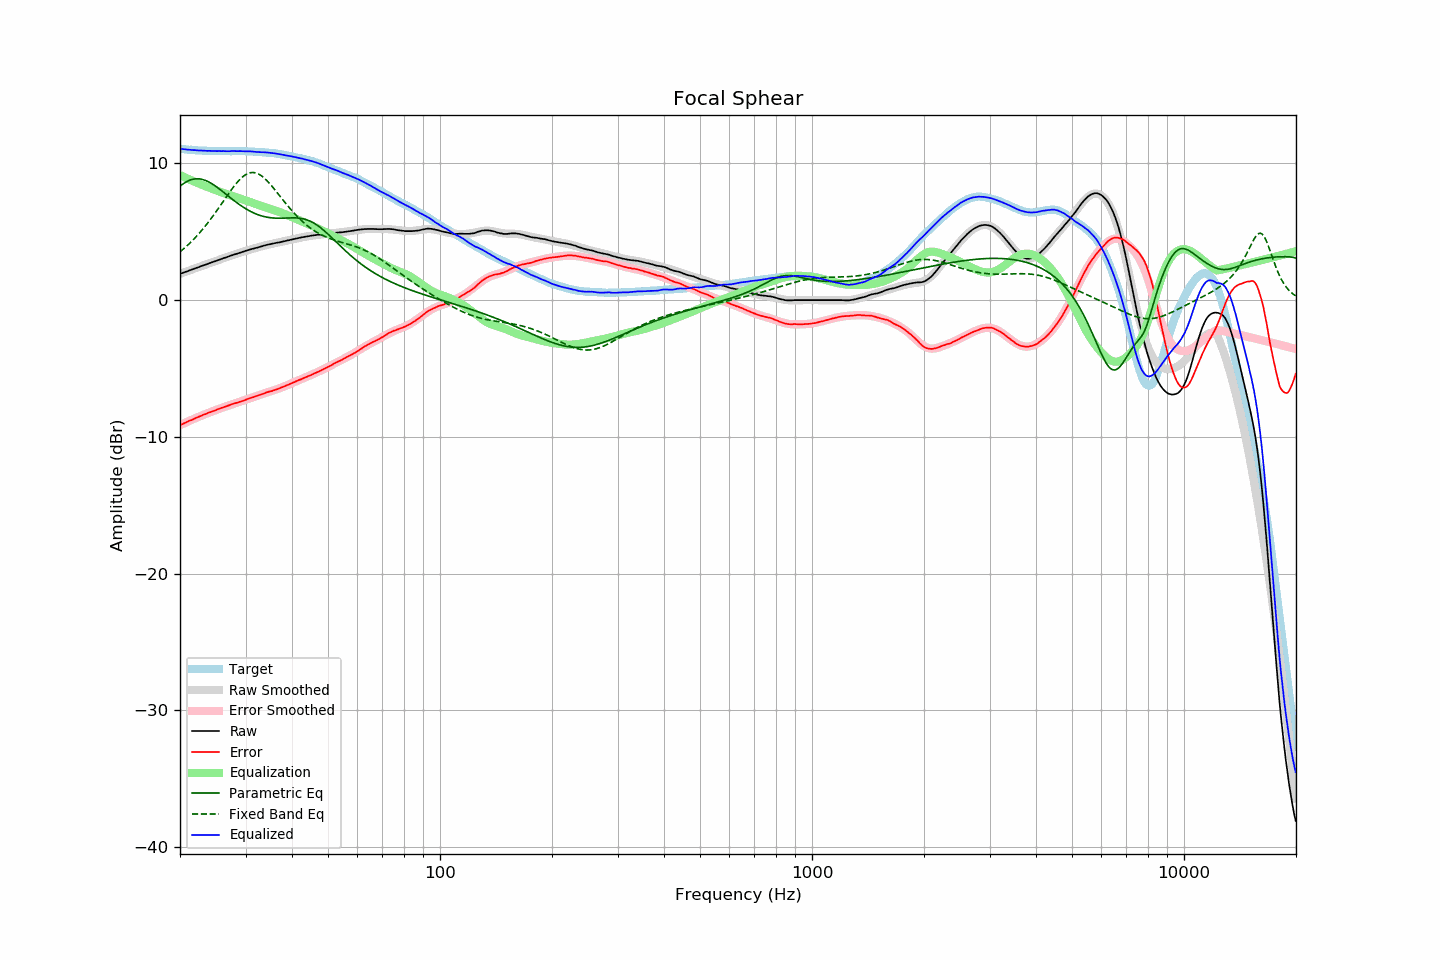 Focal Sphear
10
0
−10
−20
−30
−40
Amplitude (dBr)
Target
Raw Smoothed
Error Smoothed
Raw
Error
Equalization
Parametric Eq
Fixed Band Eq
Equalized
100
1000
10000
Frequency (Hz)